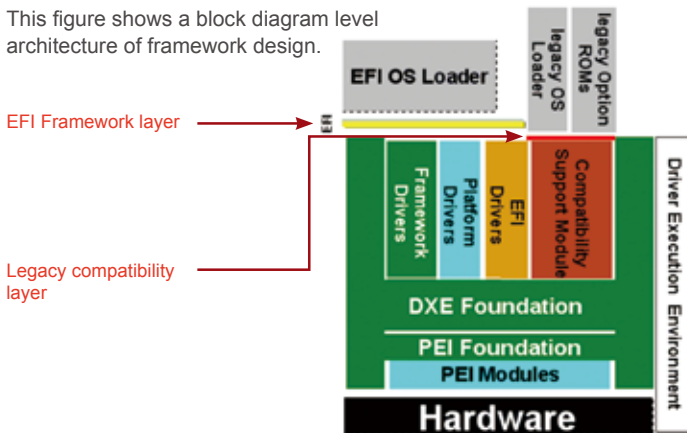 This figure shows a block diagram level
architecture of framework design.
EFI OS Loader
legacy OS
Loader
legacy Option
ROMs
EFI Framework layer
EFI
Legacy compatibility
layer
Framework
Drivers
Platform
Drivers
EFI
Drivers
Compatibility
Support Module
Driver Execution Environment
DXE Foundation
PEI Foundation
PEI Modules
Hardware